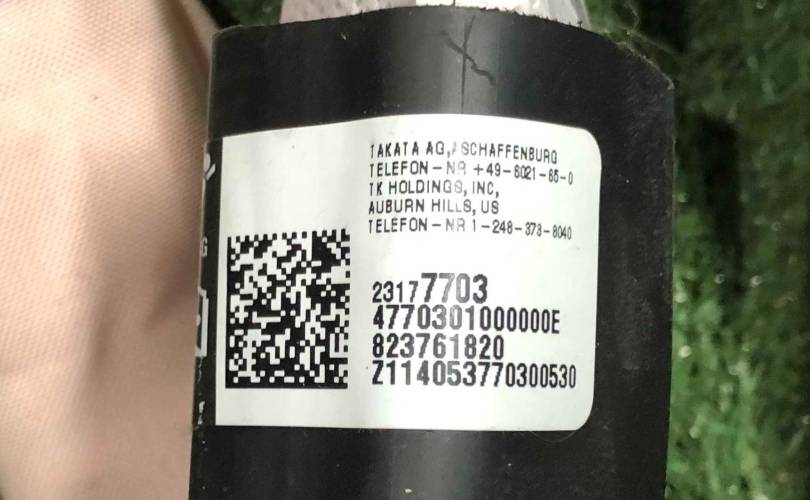 TAKATA AG, ASCHAFFENBURG
TELEFON-NR +49-6021-65-0
TK HOLDINGS, INC,
AUBURN HILLS, US
TELEFON-NR 1-248-373-8040
23177703
4770301000000E
823761820
Z114053770300530